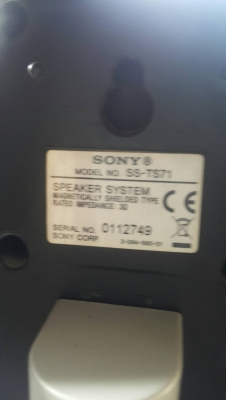 SONY®
MODEL NO. SS-TS71
SPEAKER SYSTEM
MAGNETICALLY SHIELDED TYPE
RATED IMPEDANCE 3Ω
CE
SERIAL NO. 0112749
SONY CORP.